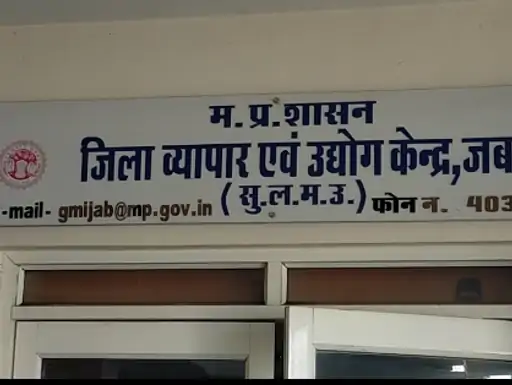 म. प्र. शासन
जिला व्यापार एवं उद्योग केन्द्र, जब
-mail- gmijab@mp.gov.in ( सु.ल.म.उ. ) फोन न. 403